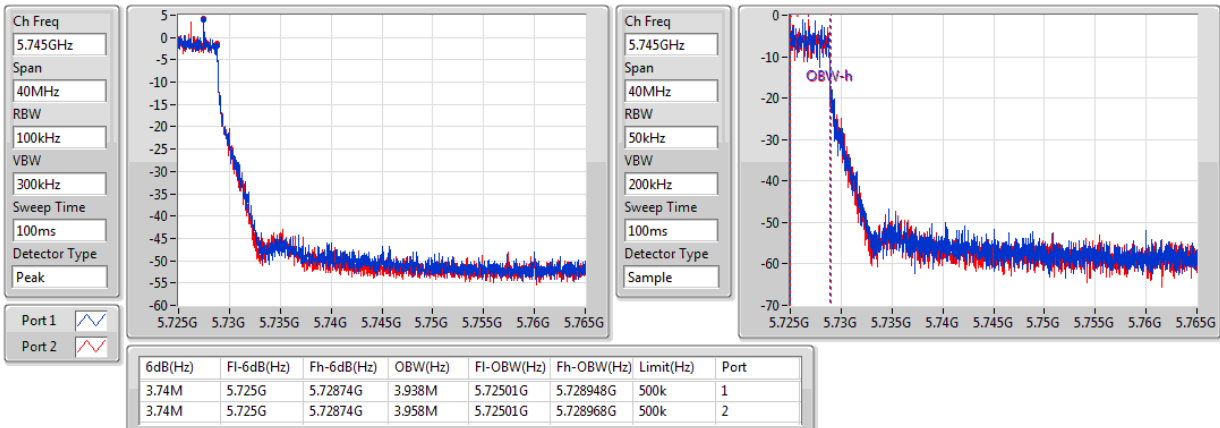 Ch Freq
5.745GHz
Span
40MHz
RBW
100kHz
VBW
300kHz
Sweep Time
100ms
Detector Type
Peak
Port 1
Port 2
5
0
-5
-10
-15
-20
-25
-30
-35
-40
-45
-50
-55
-60
5.725G 5.73G 5.735G 5.74G 5.745G 5.75G 5.755G 5.76G 5.765G
Ch Freq
5.745GHz
Span
40MHz
RBW
50kHz
VBW
200kHz
Sweep Time
100ms
Detector Type
Sample
0
-10
-20
-30
-40
-50
-60
-70
OBW-h
5.725G 5.73G 5.735G 5.74G 5.745G 5.75G 5.755G 5.76G 5.765G
6dB(Hz) Fl-6dB(Hz) Fh-6dB(Hz) OBW(Hz) Fl-OBW(Hz) Fh-OBW(Hz) Limit(Hz) Port
3.74M 5.725G 5.72874G 3.938M 5.72501G 5.728948G 500k 1
3.74M 5.725G 5.72874G 3.958M 5.72501G 5.728968G 500k 2